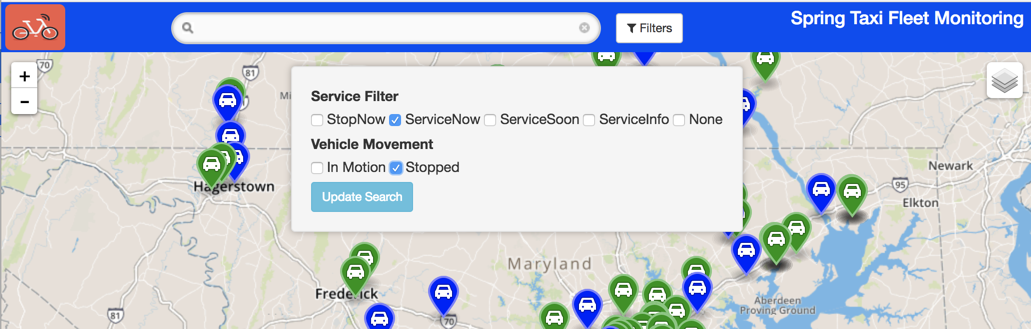 Spring Taxi Fleet Monitoring
Filters
70
81
+
Service Filter
StopNow ServiceNow ServiceSoon ServiceInfo None
Vehicle Movement
In Motion Stopped
Update Search
Newark
95
Elkton
Hagerstown
Maryland
Frederick
Aberdeen
Proving Ground
81
70